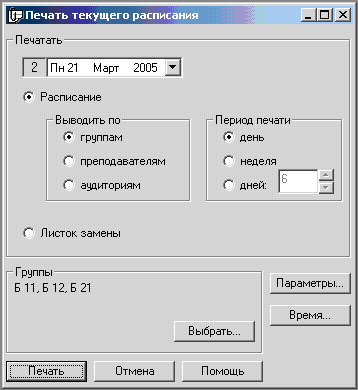 Печать текущего расписания
Печатать
2 Пн 21 Март 2005
Расписание
Выводить по
группам
преподавателям
аудиториям
Период печати
день
неделя
дней: 6
Листок замены
Группы
Б 11, Б 12, Б 21
Выбрать...
Параметры...
Время...
Печать Отмена Помощь